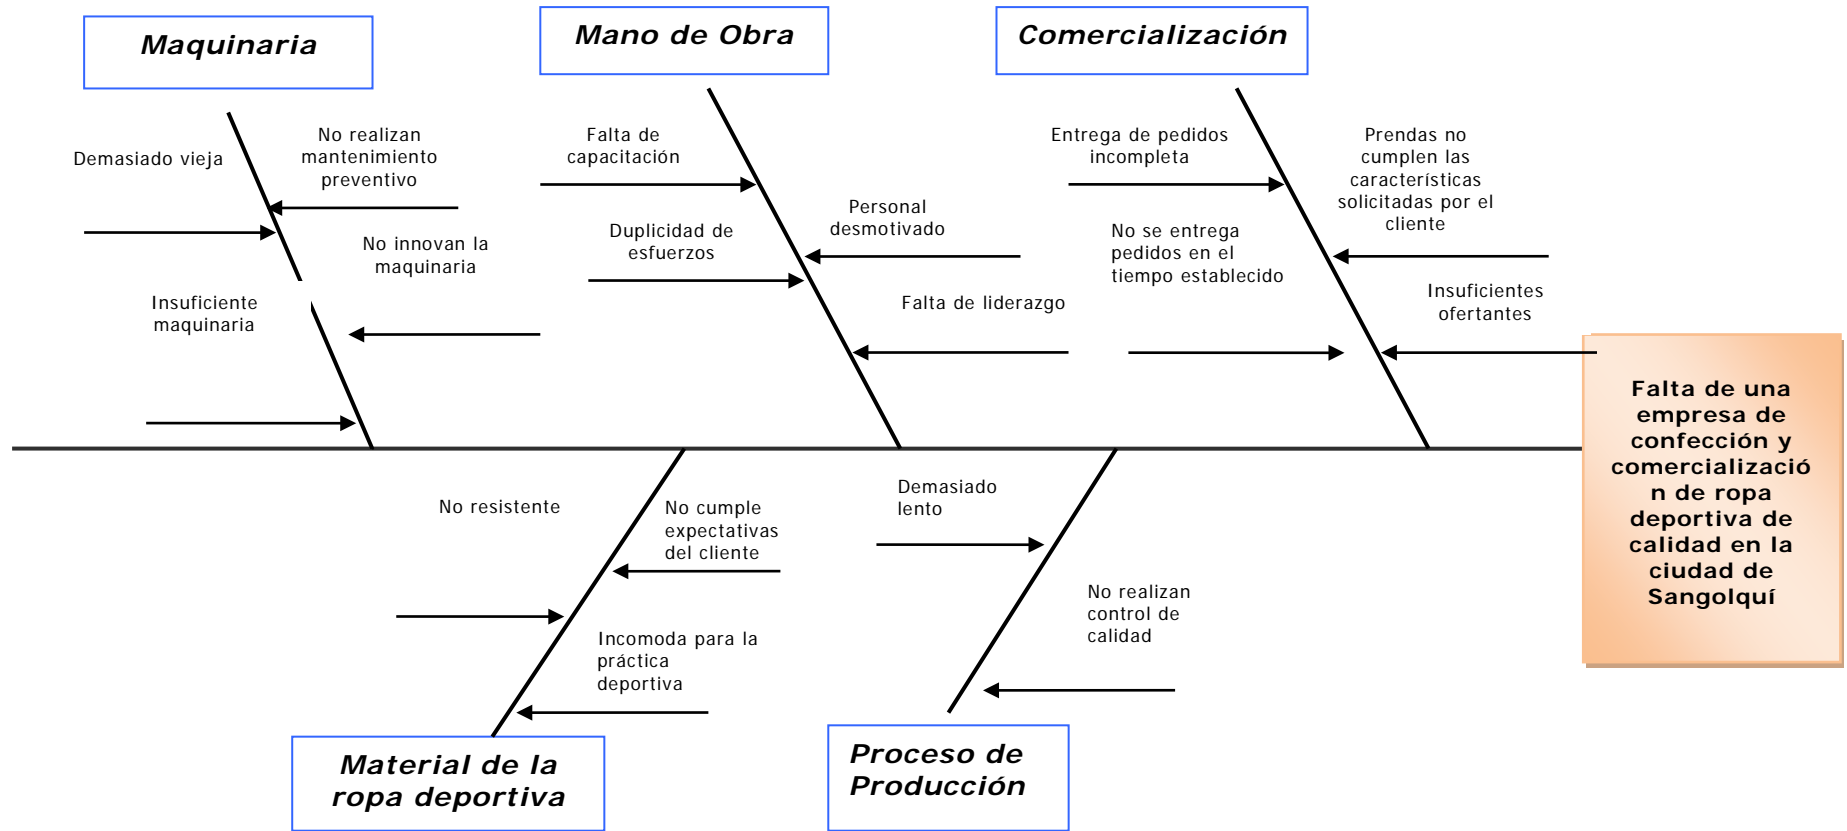 Maquinaria
Mano de Obra
Comercialización
Demasiado vieja
No realizan
mantenimiento
preventivo
No innovan la
maquinaria
Insuficiente
maquinaria
Falta de
capacitación
Duplicidad de
esfuerzos
Personal
desmotivado
Falta de liderazgo
Entrega de pedidos
incompleta
No se entrega
pedidos en el
tiempo establecido
Prendas no
cumplen las
características
solicitadas por el
cliente
Insuficientes
ofertantes
Falta de una
empresa de
confección y
comercializació
n de ropa
deportiva de
calidad en la
ciudad de
Sangolquí
No resistente
No cumple
expectativas
del cliente
Incomoda para la
práctica
deportiva
Demasiado
lento
No realizan
control de
calidad
Material de la
ropa deportiva
Proceso de
Producción